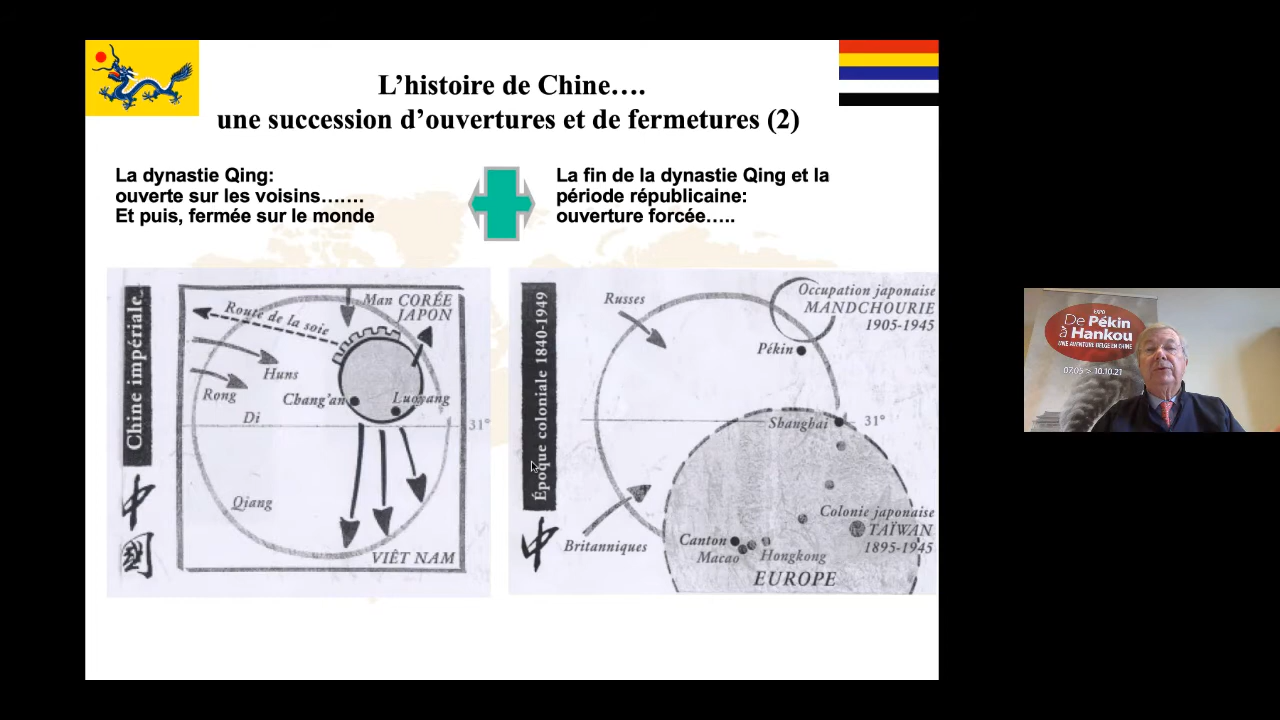 L’histoire de Chine….
une succession d’ouvertures et de fermetures (2)
La dynastie Qing:
ouverte sur les voisins…….
Et puis, fermée sur le monde
La fin de la dynastie Qing et la
période républicaine:
ouverture forcée…..
Chine impériale
中國
Route de la soie
Man
CORÉE
JAPON
Huns
Rong
Chang'an
Luoyang
Di
31°
Qiang
VIÊT NAM
Époque coloniale 1840-1949
中
Russes
Occupation japonaise
MANDCHOURIE
1905-1945
Pékin
Shanghai
31°
Colonie japonaise
TAÏWAN
1895-1945
Britanniques
Canton
Macao
Hongkong
EUROPE
EXPO
De Pékin
à Hankou
UNE AVENTURE BELGE EN CHINE
07.05 > 10.10.21